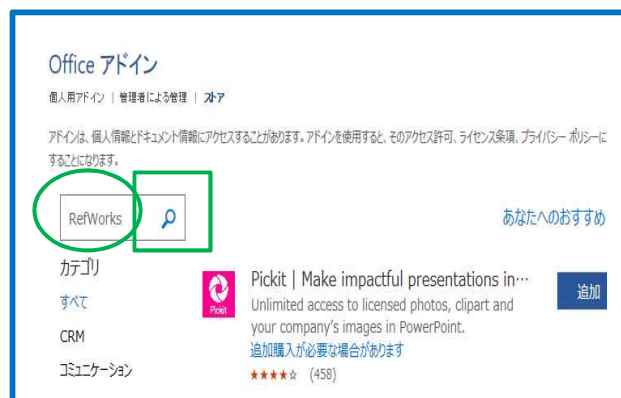 Office アドイン
個人用アドイン | 管理者による管理 | ストア
アドインは、個人情報とドキュメント情報にアクセスすることがあります。アドインを使用すると、そのアクセス許可、ライセンス条項、プライバシー ポリシーに
することになります。
RefWorks
あなたへのおすすめ
カテゴリ
すべて
CRM
コミュニケーション
Pickit
Pickit | Make impactful presentations in…
追加
Unlimited access to licensed photos, clipart and
your company's images in PowerPoint.
追加購入が必要な場合があります
★★★★☆ (458)